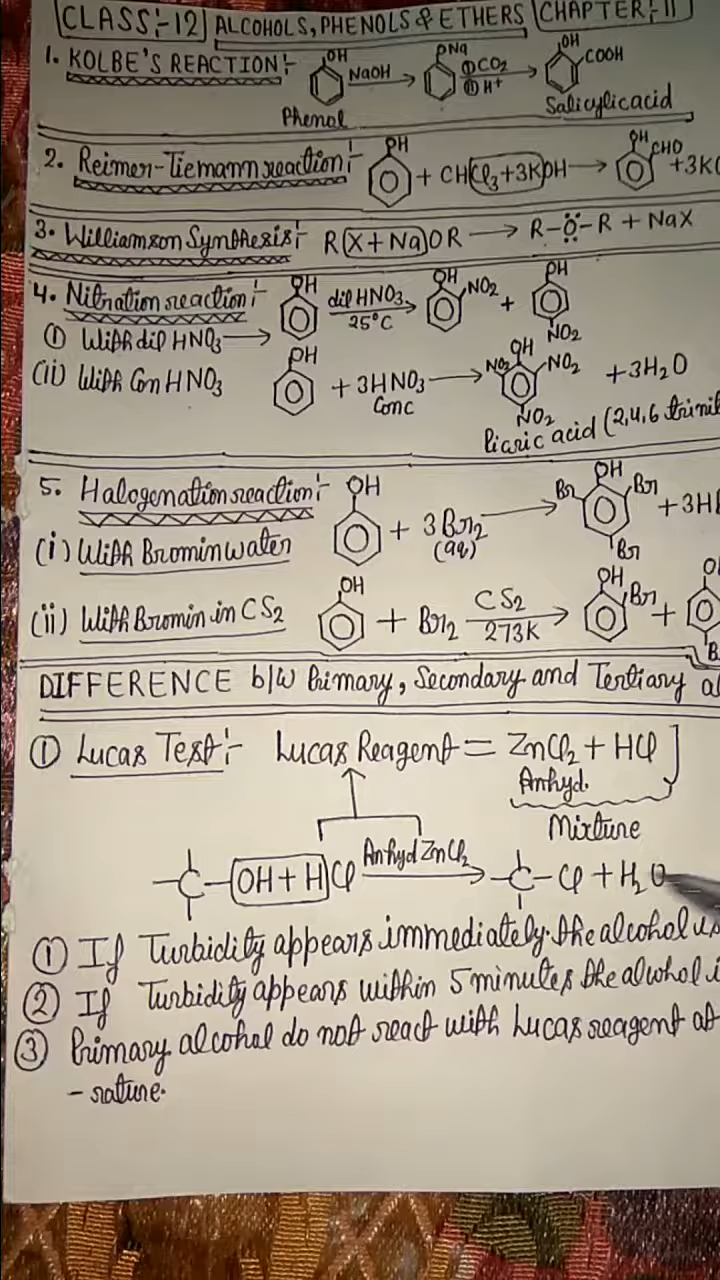 CLASS:-12 ALCOHOLS, PHENOLS & ETHERS CHAPTER:-11
1. KOLBE'S REACTION:- OH NaOH → ONa ①CO2 ②H+ → OH COOH
Phenol Salicylic acid
2. Reimer-Tiemann reaction:- OH + CHCl3+3KOH → OH CHO +3KC
3. Williamson Synthesis:- RX+NaOR → R-Ö-R + NaX
4. Nitration reaction:- OH dil HNO3 25°C → OH NO2 + OH NO2
(i) With dil HNO3 →
(ii) With Con HNO3 OH + 3HNO3 Conc → NO2 OH NO2 NO2 +3H2O
Picric acid (2,4,6 trinit
5. Halogenation reaction:- OH + 3Br2 (aq) → OH Br Br Br +3H
(i) With Bromin water
(ii) With Bromin in CS2 OH + Br2 CS2 273K → OH Br + O B
DIFFERENCE b/w Primary, Secondary and Tertiary al
① Lucas Test:- Lucas Reagent = ZnCl2 + HCl
Anhyd.
Mixture
-C-OH+HCl Anhyd ZnCl2 → -C-Cl + H2O
① If Turbidity appears immediately. the alcohol is
② If Turbidity appears within 5 minutes the alcohol i
③ Primary alcohol do not react with Lucas reagent at
-rature.